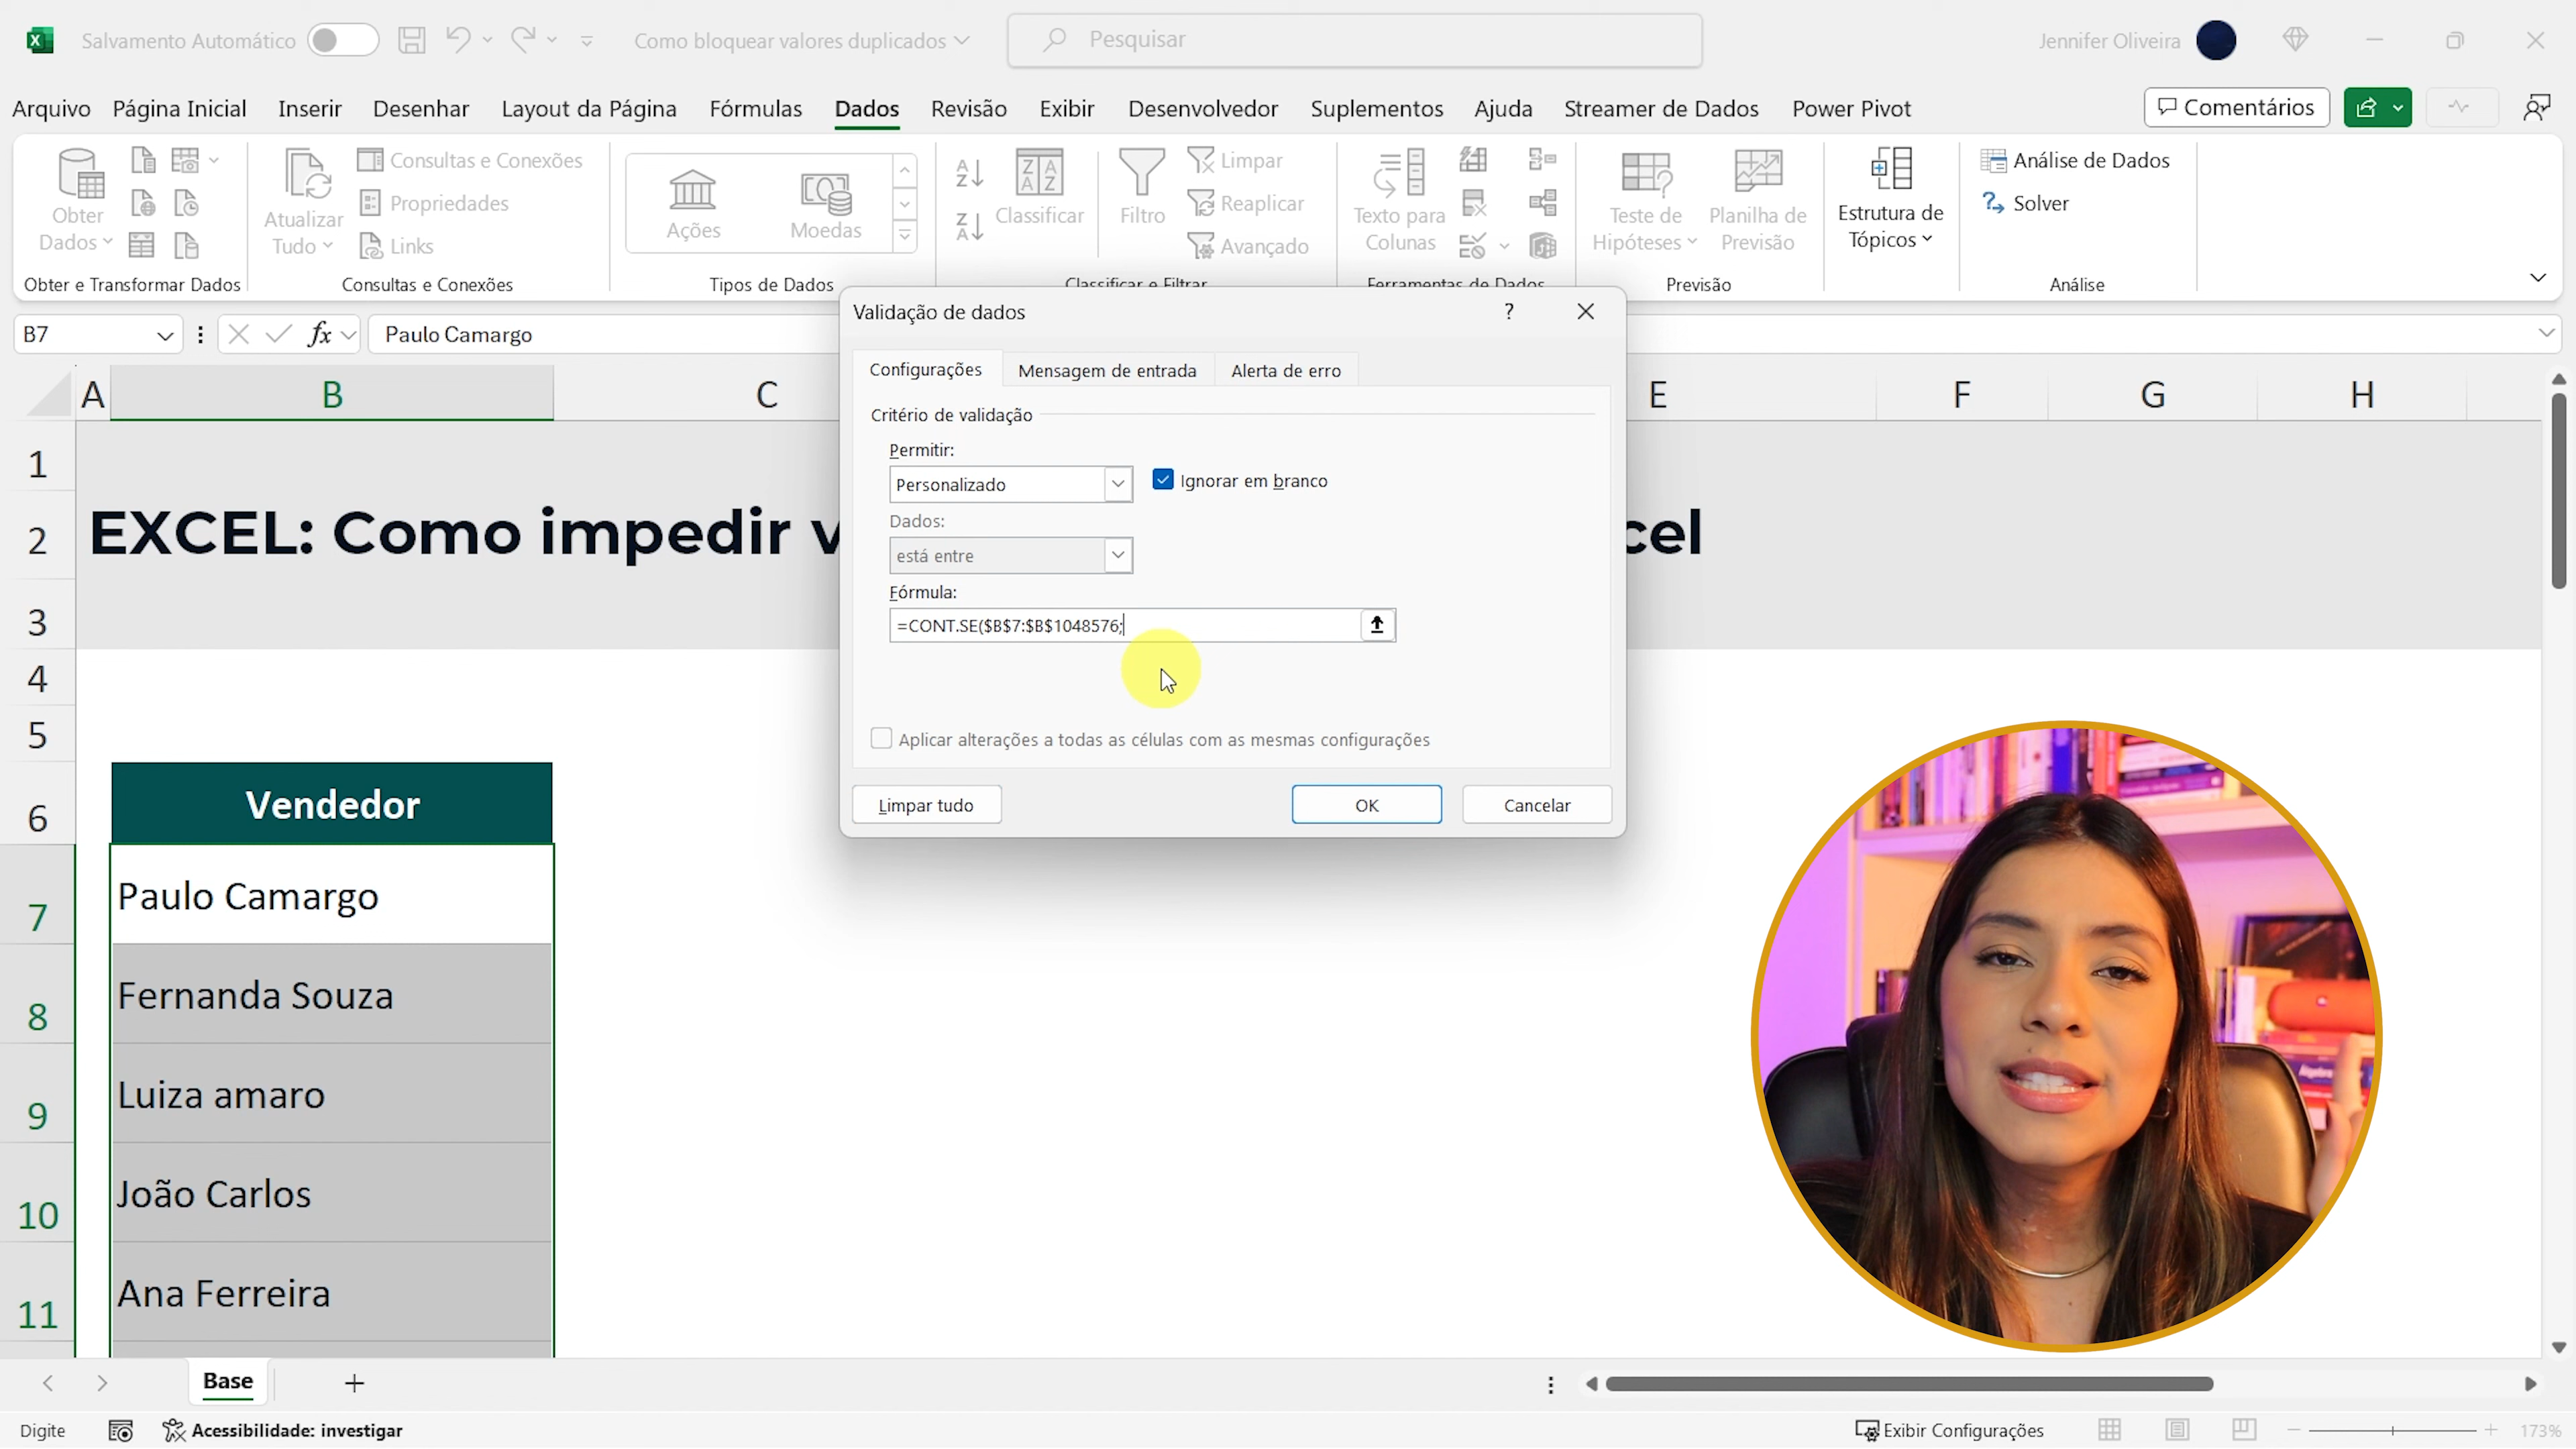 Salvamento Automático
Como bloquear valores duplicados
Pesquisar
Jennifer Oliveira
Arquivo Página Inicial Inserir Desenhar Layout da Página Fórmulas Dados Revisão Exibir Desenvolvedor Suplementos Ajuda Streamer de Dados Power Pivot
Comentários
Obter
Dados
Obter e Transformar Dados
Atualizar
Tudo
Consultas e Conexões
Propriedades
Links
Consultas e Conexões
Ações
Moedas
Tipos de Dados
Classificar
Filtro
Limpar
Reaplicar
Avançado
Classificar e Filtrar
Texto para
Colunas
Ferramentas de Dados
Teste de
Hipóteses
Planilha de
Previsão
Previsão
Estrutura de
Tópicos
Análise de Dados
Solver
Análise
B7
fx
Paulo Camargo
A B C E F G H
1
2
3
4
5
6
7
8
9
10
11
EXCEL: Como impedir v
cel
Validação de dados
?
Configurações
Mensagem de entrada
Alerta de erro
Critério de validação
Permitir:
Personalizado
Ignorar em branco
Dados:
está entre
Fórmula:
=CONT.SE($B$7:$B$1048576;
Aplicar alterações a todas as células com as mesmas configurações
Limpar tudo
OK
Cancelar
Vendedor
Paulo Camargo
Fernanda Souza
Luiza amaro
João Carlos
Ana Ferreira
Base
Digite
Acessibilidade: investigar
Exibir Configurações
173%